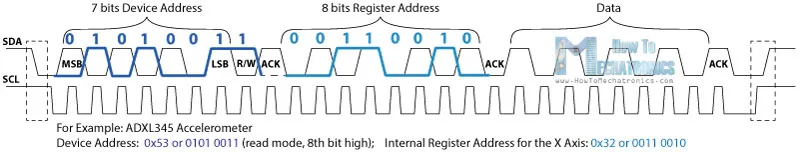 7 bits Device Address 8 bits Register Address Data
0 1 0 1 0 0 1 1 0 0 1 1 0 0 1 0
SDA
MSB LSB R/W ACK ACK ACK
How To
Mechatronics
www.HowToMechatronics.com
SCL
For Example: ADXL345 Accelerometer
Device Address: 0x53 or 0101 0011 (read mode, 8th bit high); Internal Register Address for the X Axis: 0x32 or 0011 0010